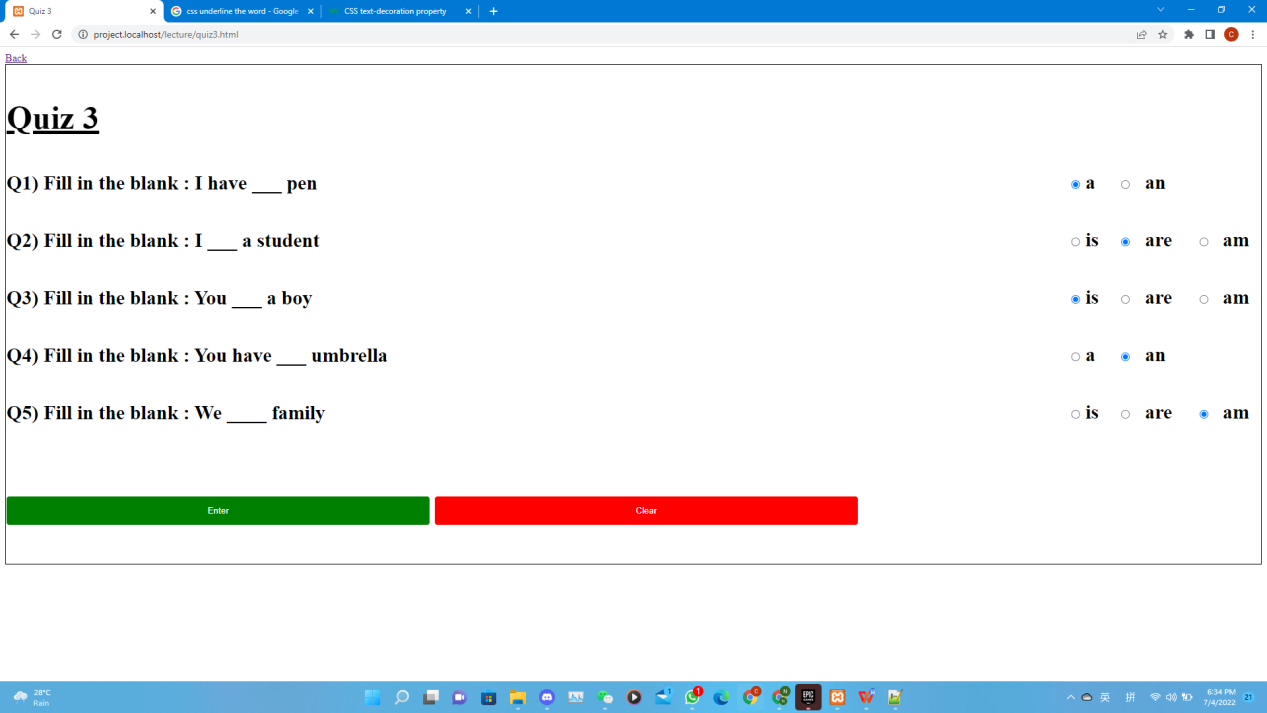 Quiz 3
css underline the word - Google
CSS text-decoration property
project.localhost/lecture/quiz3.html
C
Back
Quiz 3
Q1) Fill in the blank : I have ___ pen a an
Q2) Fill in the blank : I ___ a student is are am
Q3) Fill in the blank : You ___ a boy is are am
Q4) Fill in the blank : You have ___ umbrella a an
Q5) Fill in the blank : We ____ family is are am
Enter Clear
28°C
Rain
1
1
C
N
EPIC
英 拼
6:34 PM
7/4/2022
21